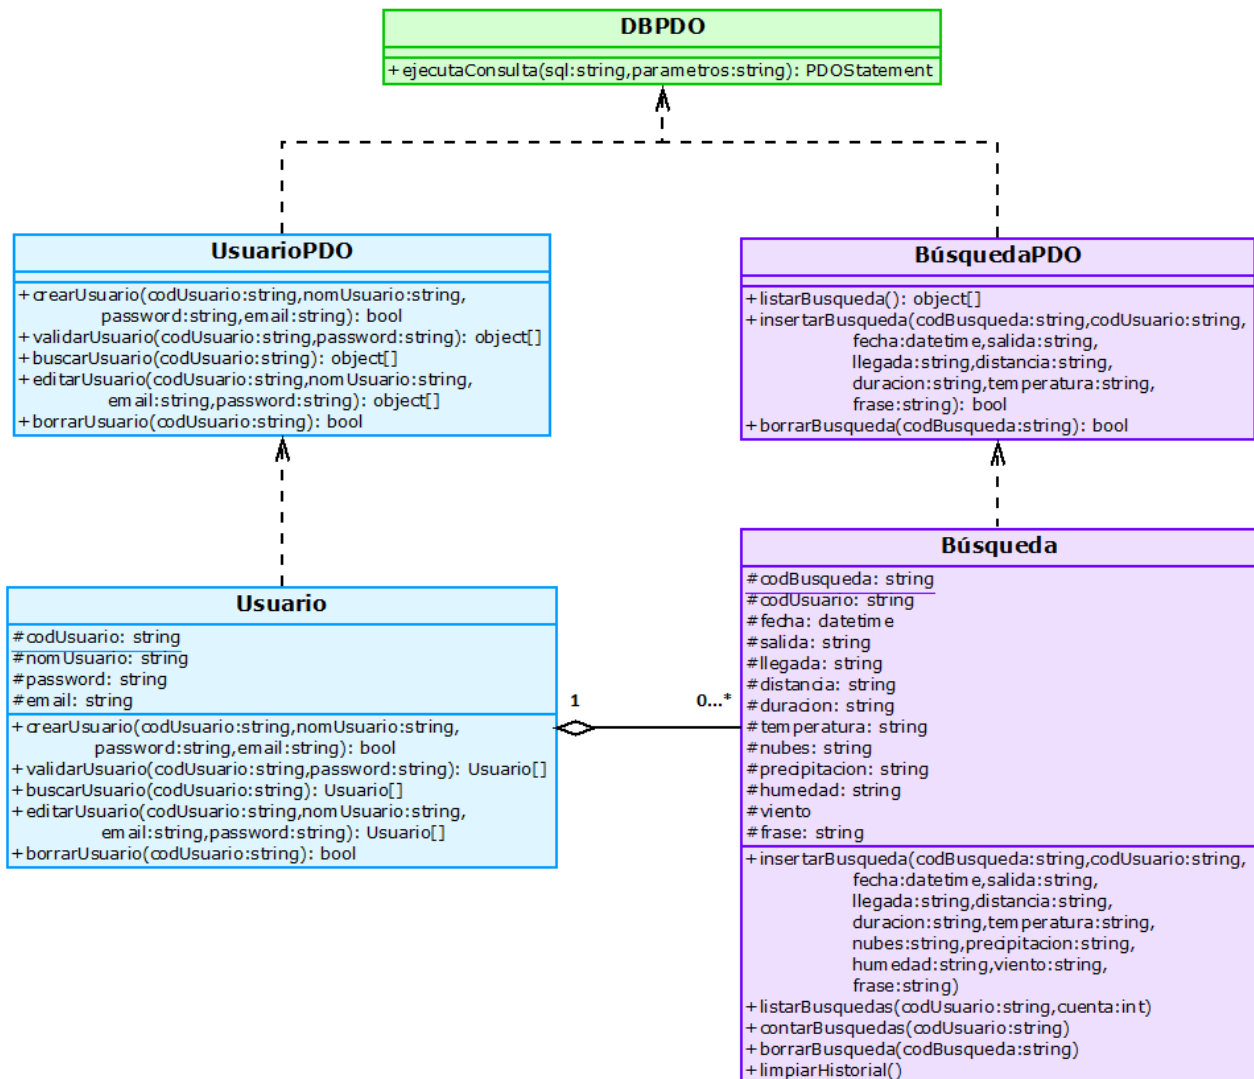 DBPDO
+ejecutaConsulta(sql:string,parametros:string): PDOStatement
UsuarioPDO
+crearUsuario(codUsuario:string,nomUsuario:string,
password:string,email:string): bool
+validarUsuario(codUsuario:string,password:string): object[]
+buscarUsuario(codUsuario:string): object[]
+editarUsuario(codUsuario:string,nomUsuario:string,
email:string,password:string): object[]
+borrarUsuario(codUsuario:string): bool
BúsquedaPDO
+listarBusqueda(): object[]
+insertarBusqueda(codBusqueda:string,codUsuario:string,
fecha:datetime,salida:string,
llegada:string,distancia:string,
duracion:string,temperatura:string,
frase:string): bool
+borrarBusqueda(codBusqueda:string): bool
Usuario
#codUsuario: string
#nomUsuario: string
#password: string
#email: string
+crearUsuario(codUsuario:string,nomUsuario:string,
password:string,email:string): bool
+validarUsuario(codUsuario:string,password:string): Usuario[]
+buscarUsuario(codUsuario:string): Usuario[]
+editarUsuario(codUsuario:string,nomUsuario:string,
email:string,password:string): Usuario[]
+borrarUsuario(codUsuario:string): bool
1
0...*
Búsqueda
#codBusqueda: string
#codUsuario: string
#fecha: datetime
#salida: string
#llegada: string
#distancia: string
#duracion: string
#temperatura: string
#nubes: string
#precipitacion: string
#humedad: string
#viento
#frase: string
+insertarBusqueda(codBusqueda:string,codUsuario:string,
fecha:datetime,salida:string,
llegada:string,distancia:string,
duracion:string,temperatura:string,
nubes:string,precipitacion:string,
humedad:string,viento:string,
frase:string)
+listarBusquedas(codUsuario:string,cuenta:int)
+contarBusquedas(codUsuario:string)
+borrarBusqueda(codBusqueda:string)
+limpiarHistorial()